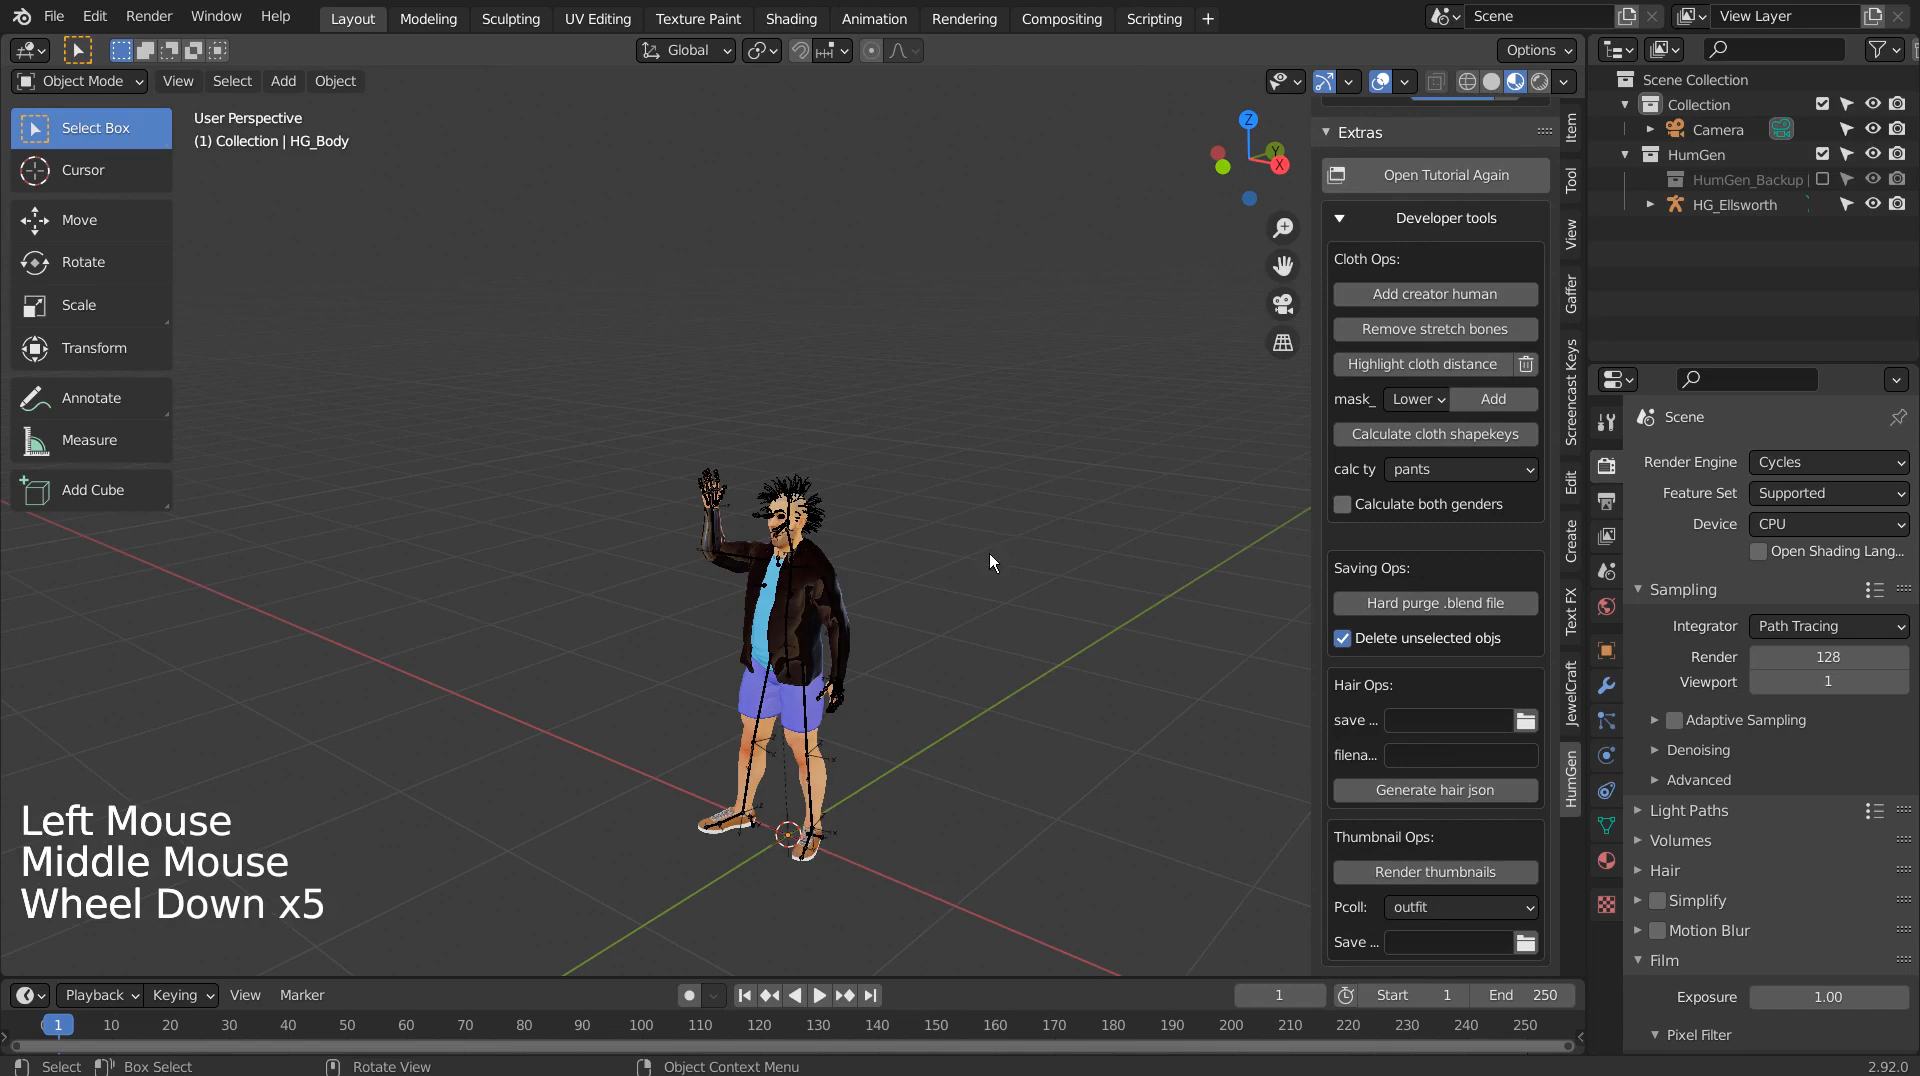 File Edit Render Window Help Layout Modeling Sculpting UV Editing Texture Paint Shading Animation Rendering Compositing Scripting + Scene View Layer
Global Options
Object Mode View Select Add Object
Select Box
Cursor
Move
Rotate
Scale
Transform
Annotate
Measure
Add Cube
User Perspective
(1) Collection | HG_Body
Z
Y
X
Left Mouse
Middle Mouse
Wheel Down x5
Extras
Open Tutorial Again
Developer tools
Cloth Ops:
Add creator human
Remove stretch bones
Highlight cloth distance
mask_ Lower Add
Calculate cloth shapekeys
calc ty pants
Calculate both genders
Saving Ops:
Hard purge .blend file
Delete unselected objs
Hair Ops:
save ...
filena...
Generate hair json
Thumbnail Ops:
Render thumbnails
Pcoll: outfit
Save ...
Item
Tool
View
Gaffer
Screencast Keys
Edit
Create
Text FX
JewelCraft
HumGen
Scene Collection
Collection
Camera
HumGen
HumGen_Backup |
HG_Ellsworth
Scene
Render Engine Cycles
Feature Set Supported
Device CPU
Open Shading Lang...
Sampling
Integrator Path Tracing
Render 128
Viewport 1
Adaptive Sampling
Denoising
Advanced
Light Paths
Volumes
Hair
Simplify
Motion Blur
Film
Exposure 1.00
Pixel Filter
Playback Keying View Marker 1 Start 1 End 250
1 10 20 30 40 50 60 70 80 90 100 110 120 130 140 150 160 170 180 190 200 210 220 230 240 250
Select Box Select Rotate View Object Context Menu 2.92.0